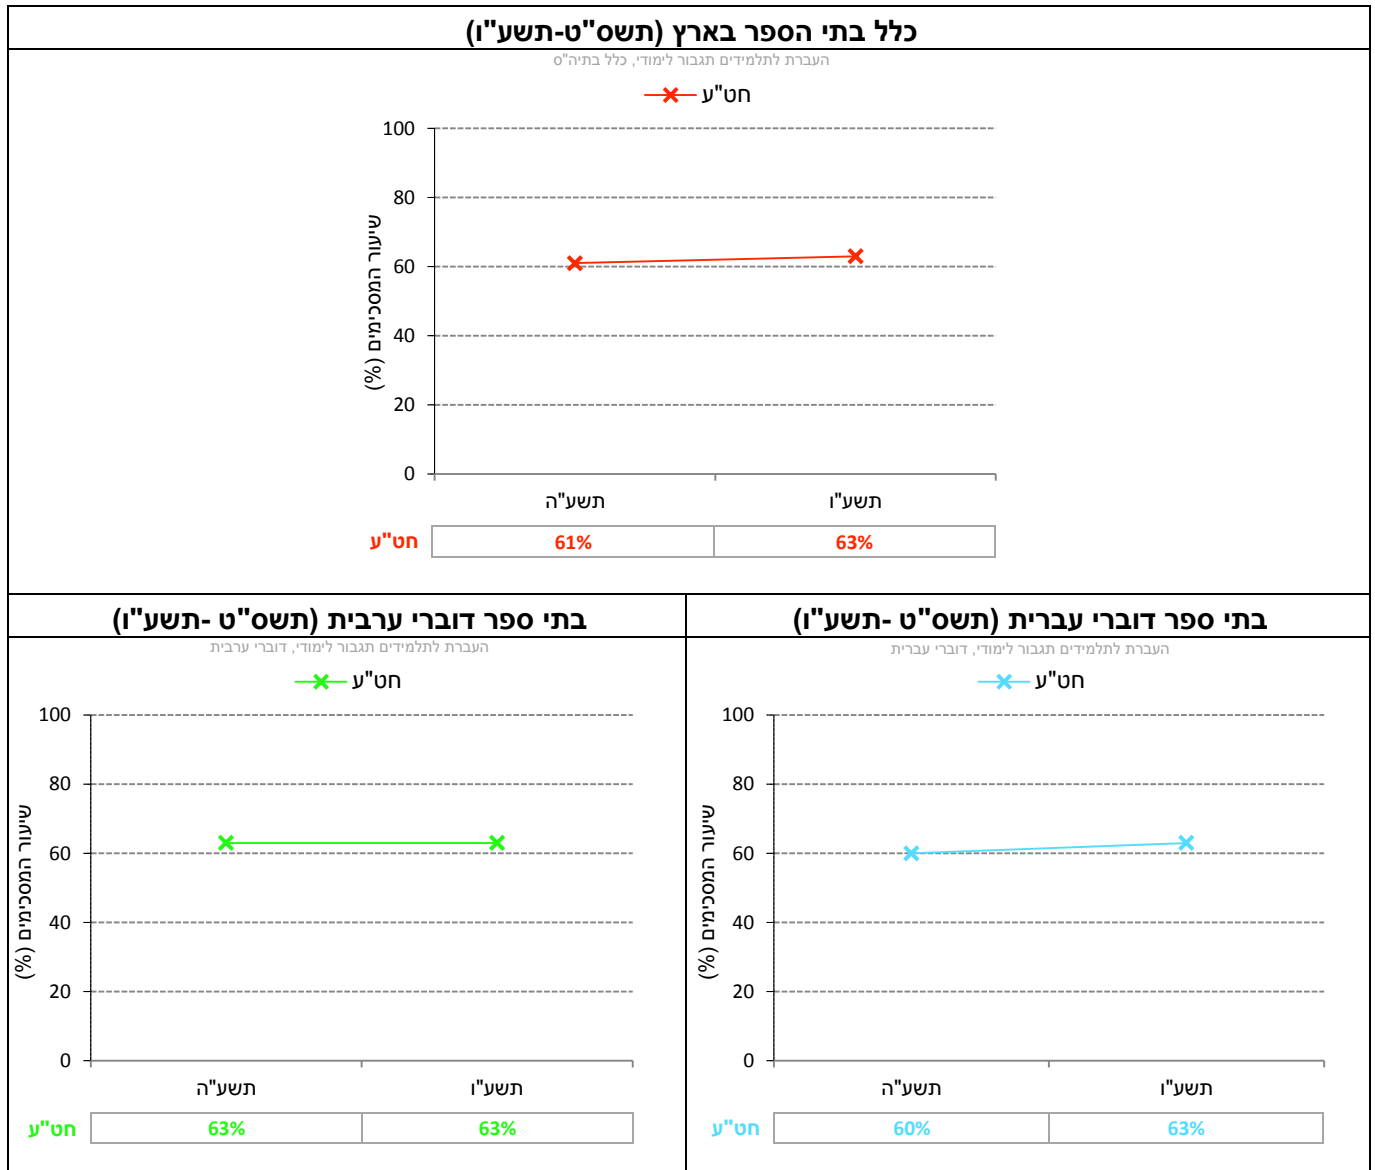 כלל בתי הספר בארץ (תשס"ט-תשע"ו)
העברת לתלמידים תגבור לימודי, כלל בתיה"ס
חט"ע
שיעור המסכימים (%)
100
80
60
40
20
0
תשע"ה תשע"ו
חט"ע 61% 63%
בתי ספר דוברי עברית (תשס"ט -תשע"ו)
העברת לתלמידים תגבור לימודי, דוברי עברית
חט"ע
שיעור המסכימים (%)
100
80
60
40
20
0
תשע"ה תשע"ו
חט"ע 60% 63%
בתי ספר דוברי ערבית (תשס"ט -תשע"ו)
העברת לתלמידים תגבור לימודי, דוברי ערבית
חט"ע
שיעור המסכימים (%)
100
80
60
40
20
0
תשע"ה תשע"ו
חט"ע 63% 63%